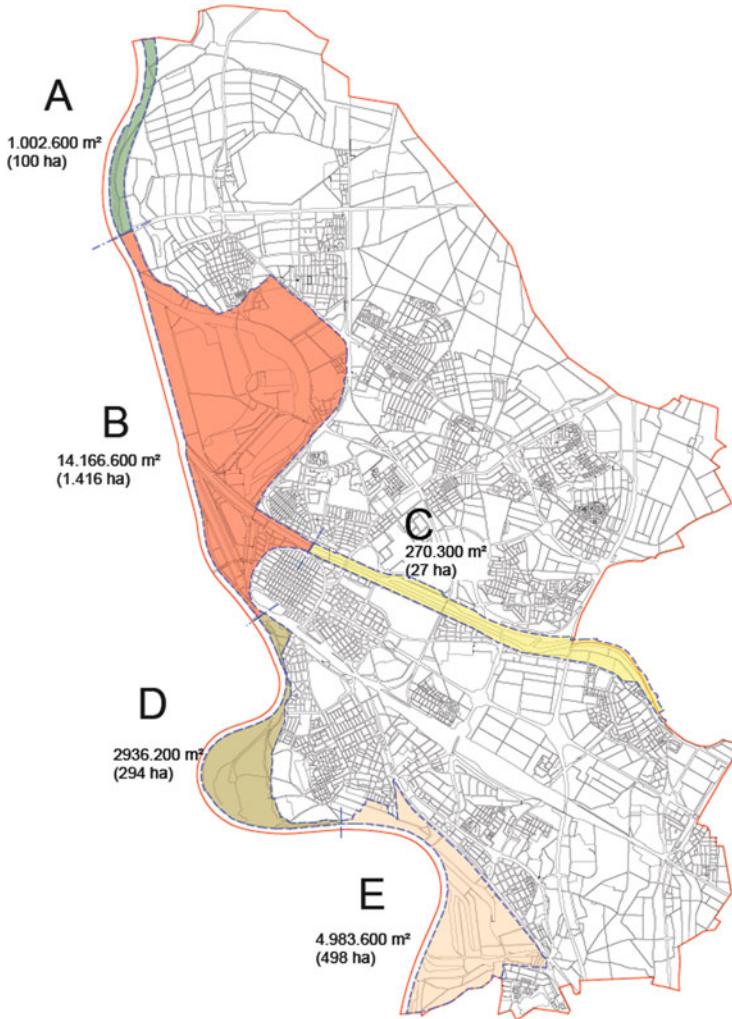 A
1.002.600 m²
(100 ha)
B
14.166.600 m²
(1.416 ha)
C
270.300 m²
(27 ha)
D
2936.200 m²
(294 ha)
E
4.983.600 m²
(498 ha)